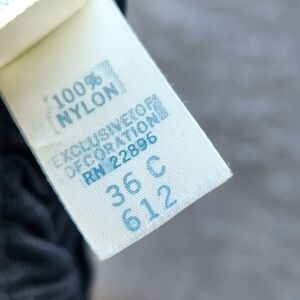 100%
NYLON
EXCLUSIVE OF
DECORATION
RN 22896
36 C
612